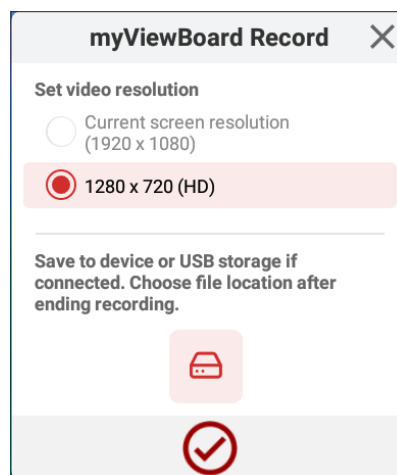 myViewBoard Record
Set video resolution
Current screen resolution
(1920 x 1080)
1280 x 720 (HD)
Save to device or USB storage if
connected. Choose file location after
ending recording.